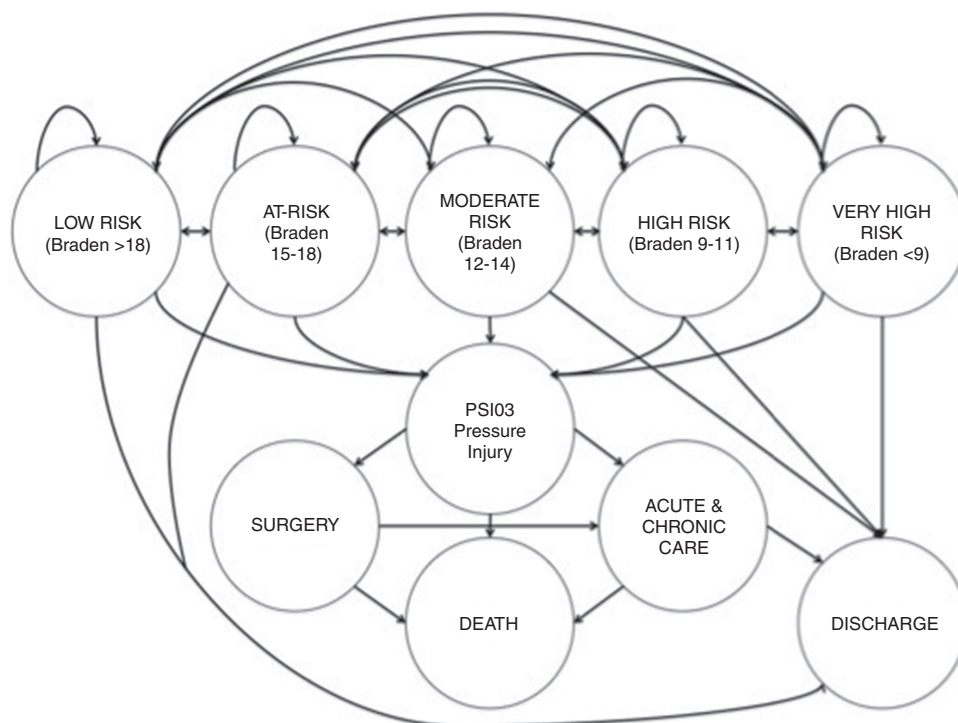 LOW RISK
(Braden >18)
AT-RISK
(Braden
15-18)
MODERATE
RISK
(Braden
12-14)
HIGH RISK
(Braden 9-11)
VERY HIGH
RISK
(Braden <9)
PSI03
Pressure
Injury
SURGERY
ACUTE &
CHRONIC
CARE
DEATH
DISCHARGE